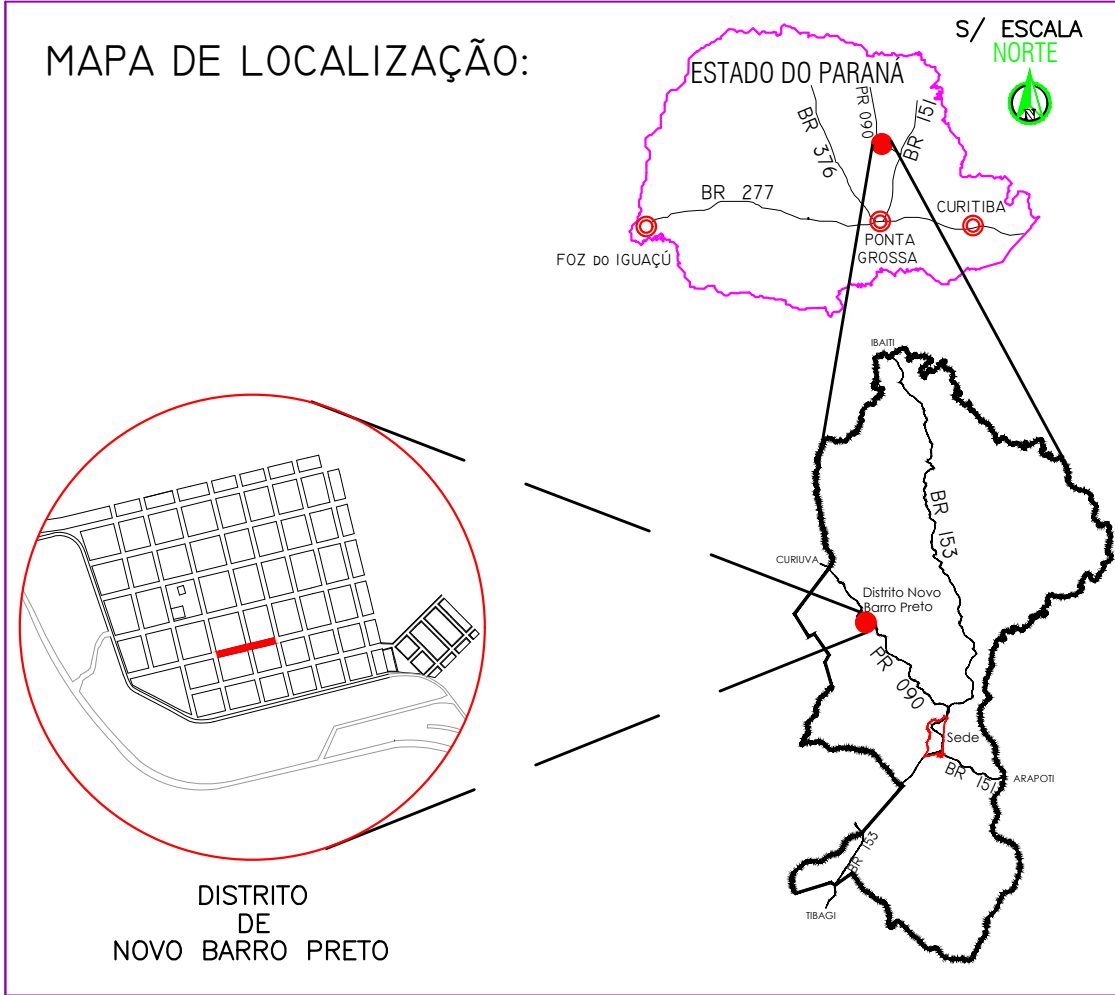 MAPA DE LOCALIZAÇÃO:
S/ ESCALA
NORTE
N
ESTADO DO PARANÁ
PR 090
BR 151
BR 376
BR 277
CURITIBA
PONTA
GROSSA
FOZ DO IGUAÇÚ
IBAITI
BR 153
CURIUVA
Distrito Novo
Barro Preto
PR 090
Sede
BR 151
ARAPOTI
BR 153
TIBAGI
DISTRITO
DE
NOVO BARRO PRETO